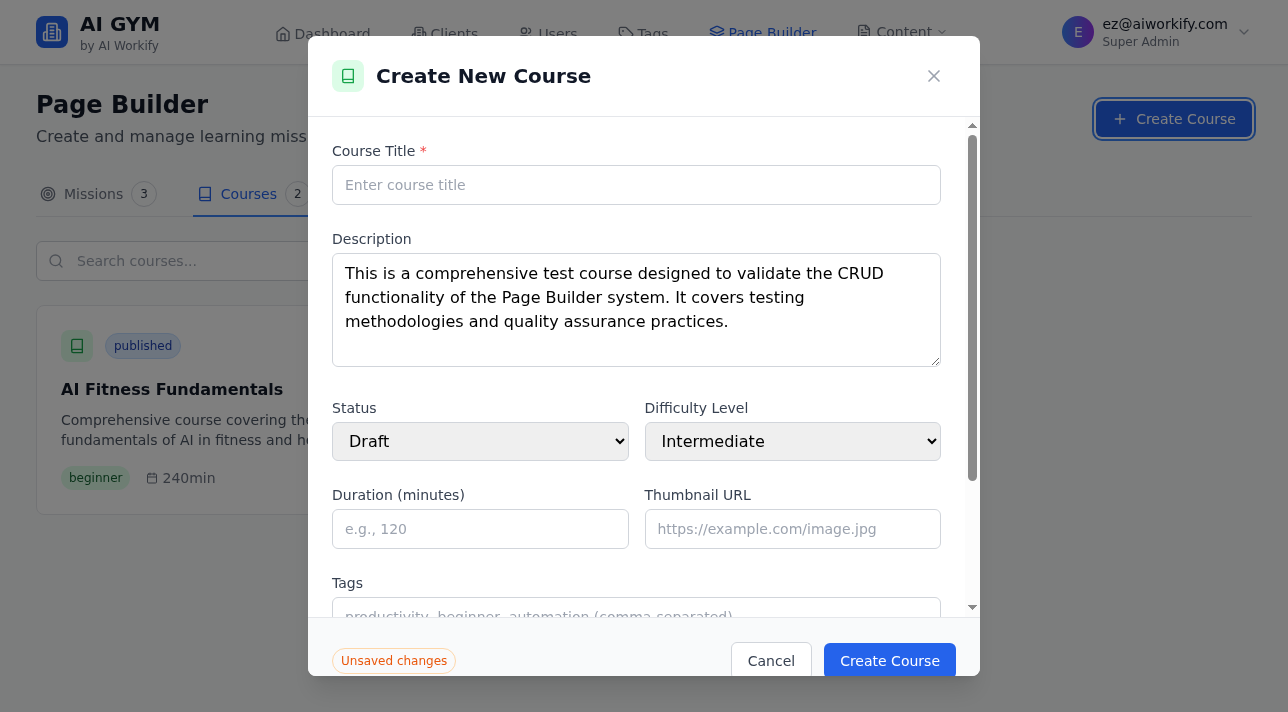 AI GYM
by AI Workify
Dashboard
Clients
Users
Tags
Page Builder
Content
E
ez@aiworkify.com
Super Admin
Page Builder
Create and manage learning miss
+ Create Course
Missions 3
Courses 2
Search courses...
published
AI Fitness Fundamentals
Comprehensive course covering the
fundamentals of AI in fitness and he
beginner
240min
Create New Course
Course Title *
Enter course title
Description
This is a comprehensive test course designed to validate the CRUD
functionality of the Page Builder system. It covers testing
methodologies and quality assurance practices.
Status
Difficulty Level
Draft
Intermediate
Duration (minutes)
Thumbnail URL
e.g., 120
https://example.com/image.jpg
Tags
productivity, beginner, automation (comma-separated)
Unsaved changes
Cancel
Create Course